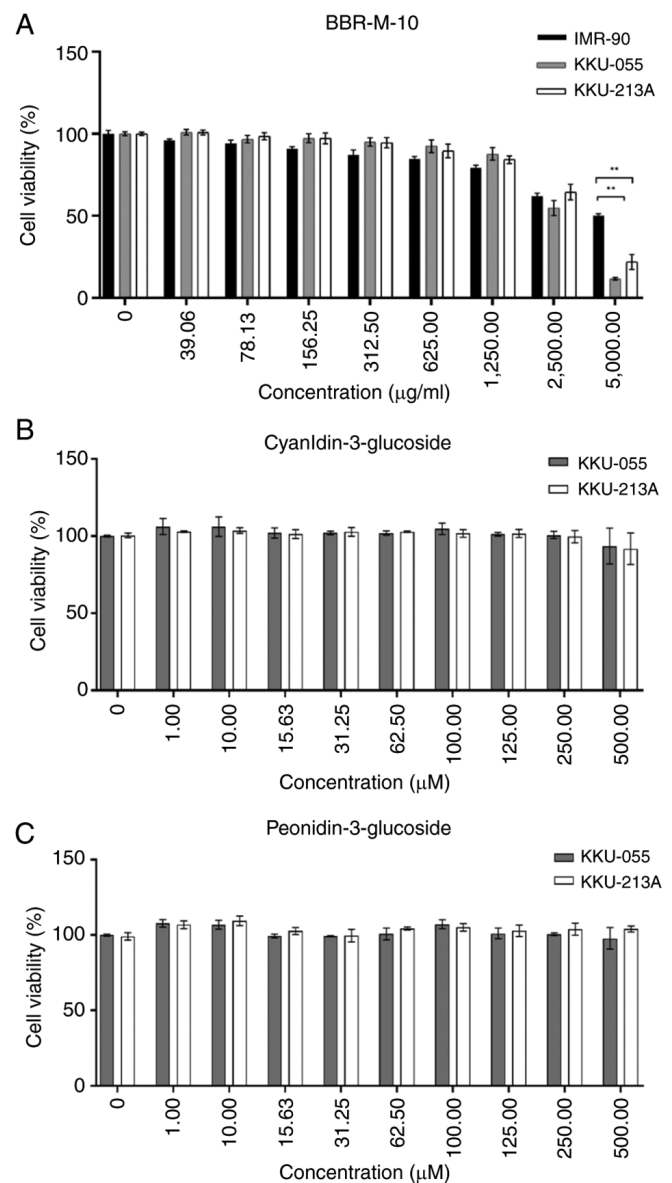 A
BBR-M-10
IMR-90
KKU-055
KKU-213A
Cell viability (%)
150
100
50
0
**
**
0
39.06
78.13
156.25
312.50
625.00
1,250.00
2,500.00
5,000.00
Concentration (μg/ml)
B
CyanIdin-3-glucoside
KKU-055
KKU-213A
Cell viability (%)
150
100
50
0
0
1.00
10.00
15.63
31.25
62.50
100.00
125.00
250.00
500.00
Concentration (μM)
C
Peonidin-3-glucoside
KKU-055
KKU-213A
Cell viability (%)
150
100
50
0
0
1.00
10.00
15.63
31.25
62.50
100.00
125.00
250.00
500.00
Concentration (μM)